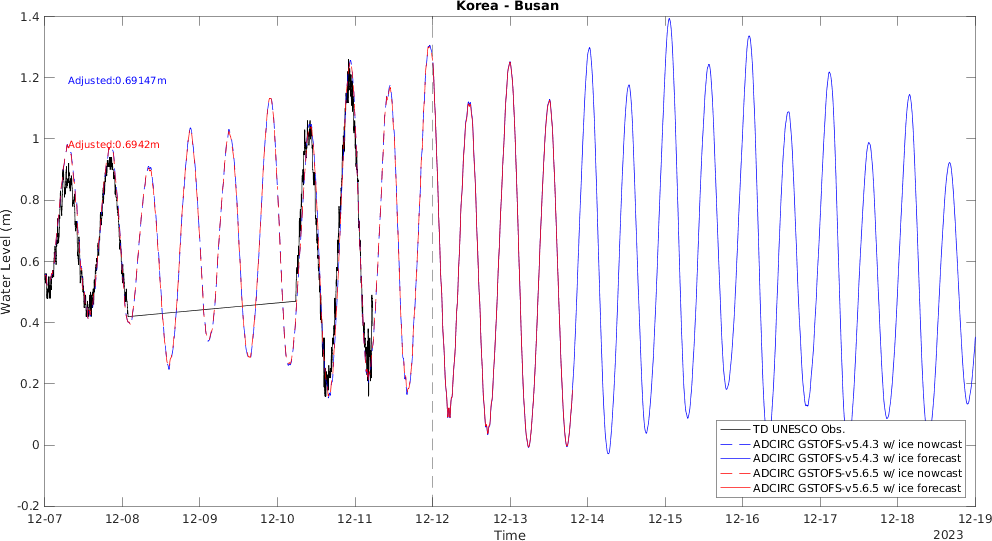 Korea - Busan
1.4
1.2
1
0.8
0.6
0.4
0.2
0
-0.2
Water Level (m)
Adjusted:0.69147m
Adjusted:0.6942m
TD UNESCO Obs.
ADCIRC GSTOFS-v5.4.3 w/ ice nowcast
ADCIRC GSTOFS-v5.4.3 w/ ice forecast
ADCIRC GSTOFS-v5.6.5 w/ ice nowcast
ADCIRC GSTOFS-v5.6.5 w/ ice forecast
12-07 12-08 12-09 12-10 12-11 12-12 12-13 12-14 12-15 12-16 12-17 12-18 12-19
Time
2023